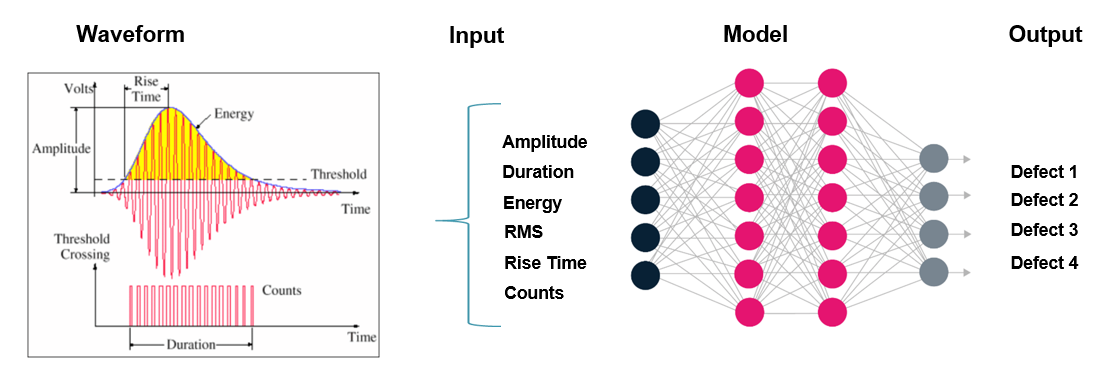 Waveform
Input
Model
Output
Volts
Rise
Time
Energy
Amplitude
Threshold
Time
Threshold
Crossing
Counts
Time
Duration
Amplitude
Duration
Energy
RMS
Rise Time
Counts
Defect 1
Defect 2
Defect 3
Defect 4